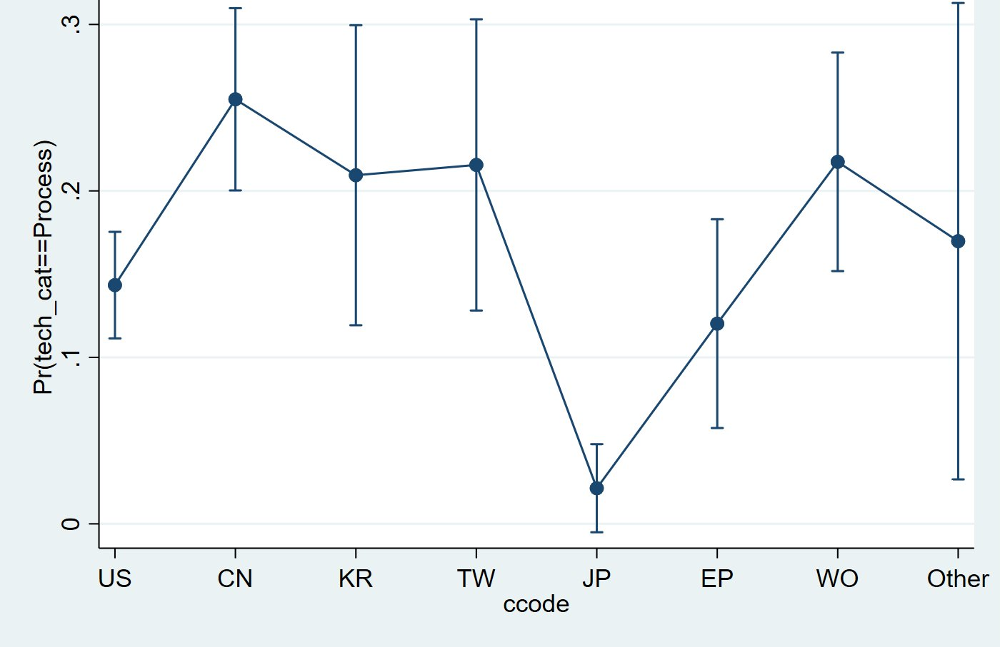 Pr(tech_cat==Process)
.3
.2
.1
0
US CN KR TW JP EP WO Other
ccode